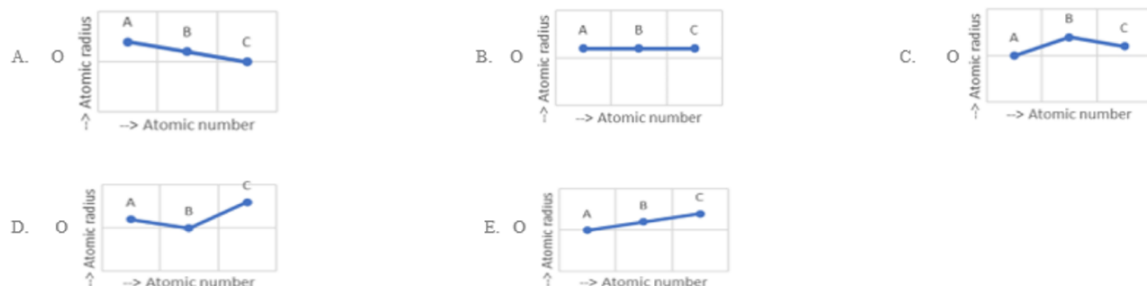 A. O
--> Atomic radius
A
B
C
--> Atomic number
B. O
--> Atomic radius
A
B
C
--> Atomic number
C. O
--> Atomic radius
A
B
C
--> Atomic number
D. O
--> Atomic radius
A
B
C
--> Atomic number
E. O
--> Atomic radius
A
B
C
--> Atomic number